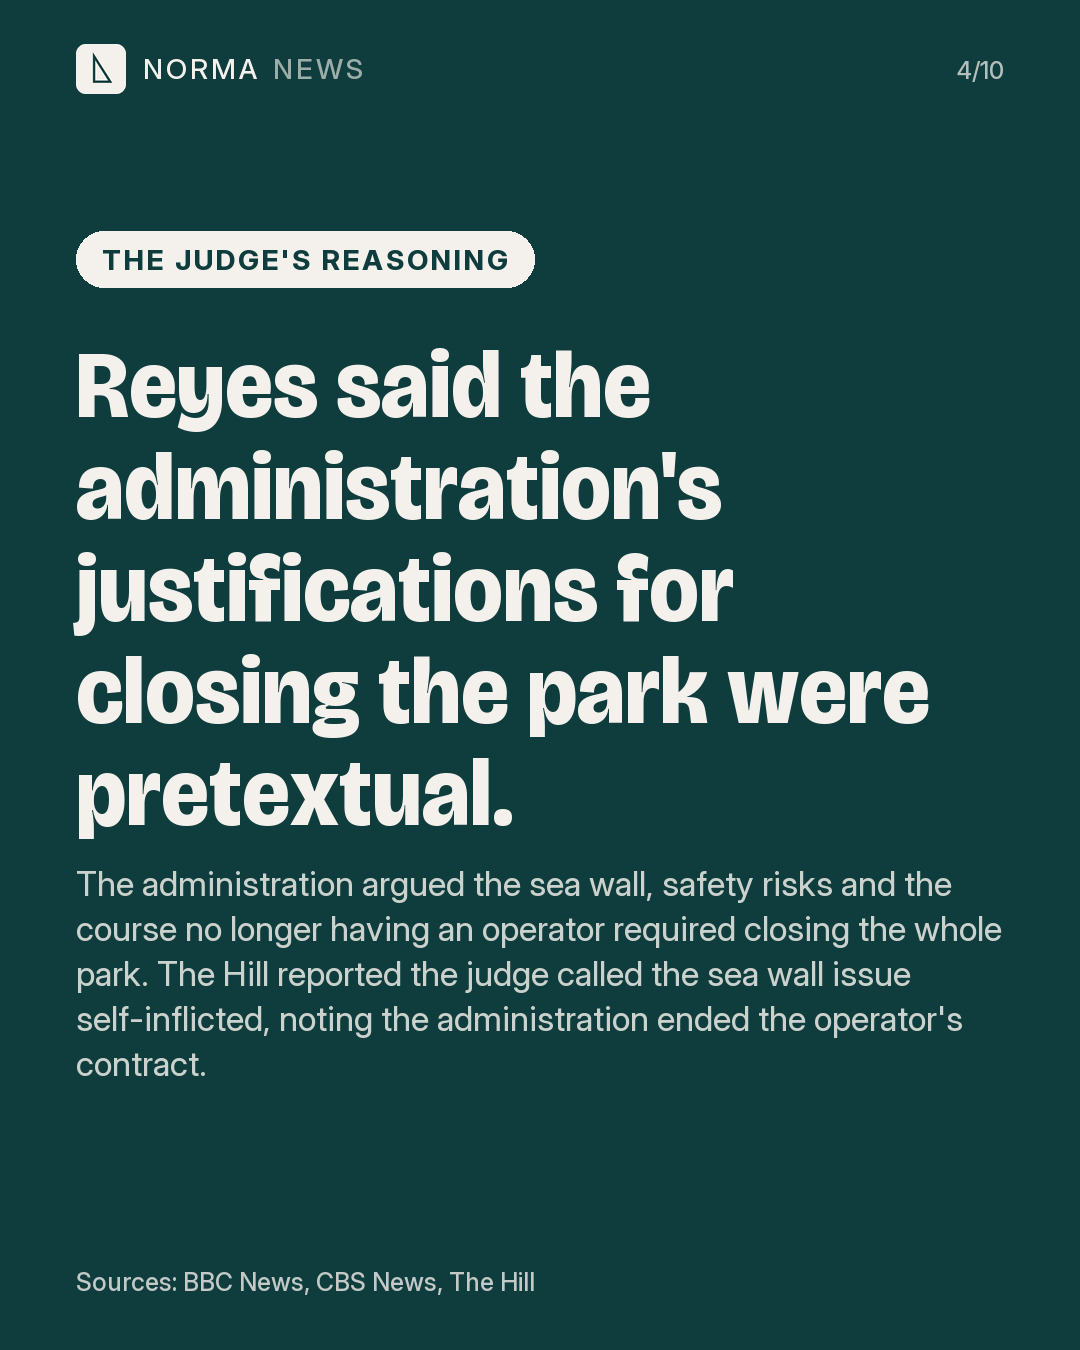 NORMA NEWS
4/10
THE JUDGE'S REASONING
Reyes said the
administration's
justifications for
closing the park were
pretextual.
The administration argued the sea wall, safety risks and the
course no longer having an operator required closing the whole
park. The Hill reported the judge called the sea wall issue
self-inflicted, noting the administration ended the operator's
contract.
Sources: BBC News, CBS News, The Hill